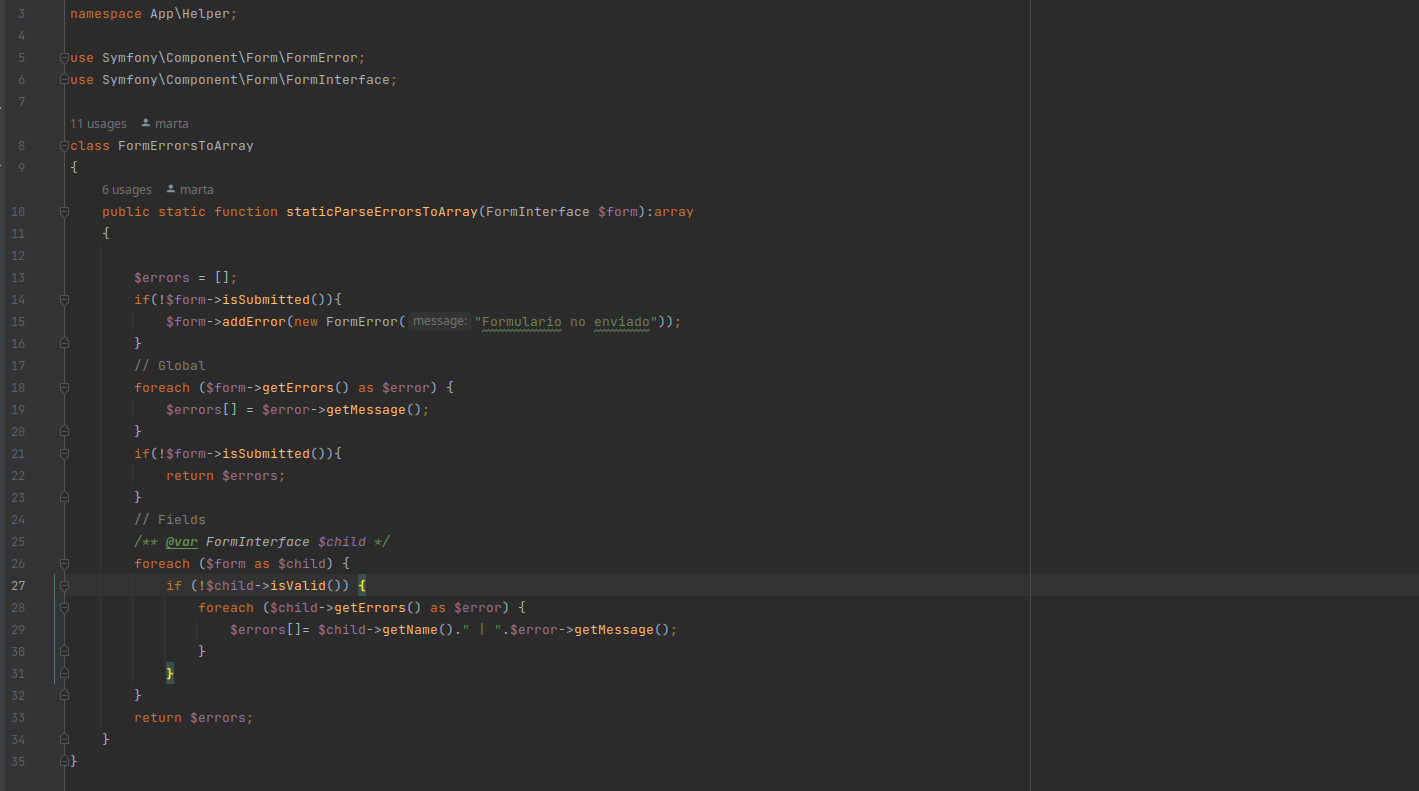 3 namespace App\Helper;
4
5 use Symfony\Component\Form\FormError;
6 use Symfony\Component\Form\FormInterface;
7
11 usages marta
8 class FormErrorsToArray
9 {
6 usages marta
10 public static function staticParseErrorsToArray(FormInterface $form):array
11 {
12
13 $errors = [];
14 if(!$form->isSubmitted()){
15 $form->addError(new FormError( message: "Formulario no enviado"));
16 }
17 // Global
18 foreach ($form->getErrors() as $error) {
19 $errors[] = $error->getMessage();
20 }
21 if(!$form->isSubmitted()){
22 return $errors;
23 }
24 // Fields
25 /** @var FormInterface $child */
26 foreach ($form as $child) {
27 if (!$child->isValid()) {
28 foreach ($child->getErrors() as $error) {
29 $errors[]= $child->getName()." | ".$error->getMessage();
30 }
31 }
32 }
33 return $errors;
34 }
35 }